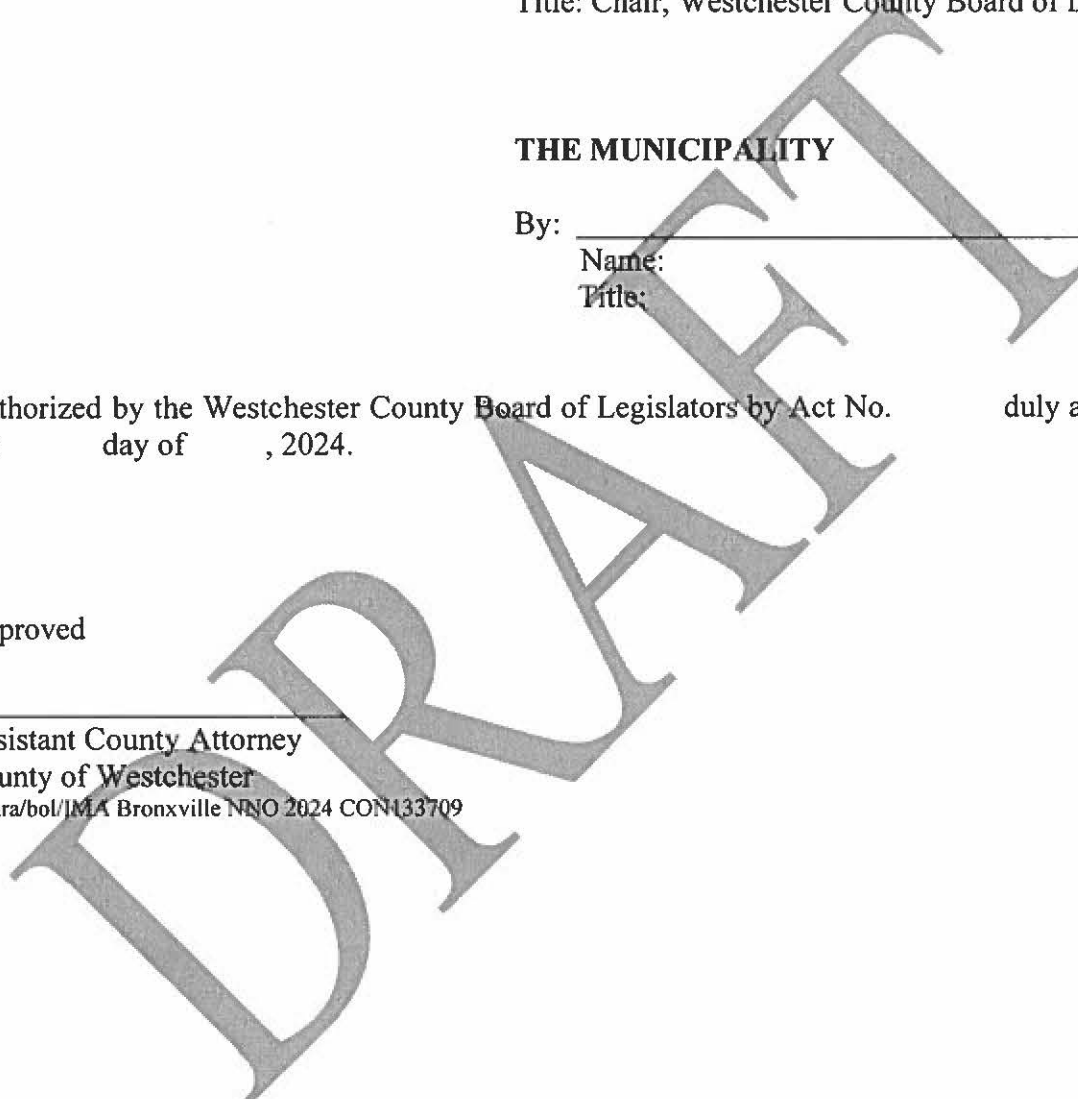 Title: Chair, Westchester County Board of
THE MUNICIPALITY
By:
Name:
Title:
thorized by the Westchester County Board of Legislators by Act No. duly a
day of , 2024.
proved
sistant County Attorney
unty of Westchester
ra/bol/IMA Bronxville NNO 2024 CON133709
DRAFT